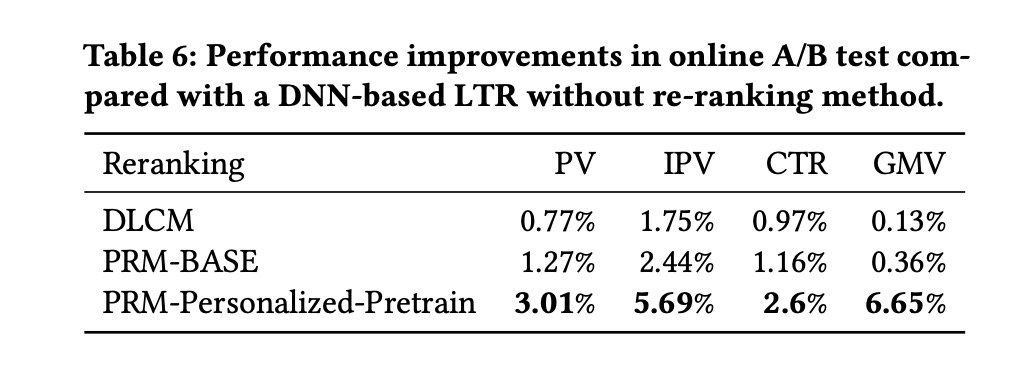 Table 6: Performance improvements in online A/B test com-
pared with a DNN-based LTR without re-ranking method.
Reranking PV IPV CTR GMV
DLCM 0.77% 1.75% 0.97% 0.13%
PRM-BASE 1.27% 2.44% 1.16% 0.36%
PRM-Personalized-Pretrain 3.01% 5.69% 2.6% 6.65%